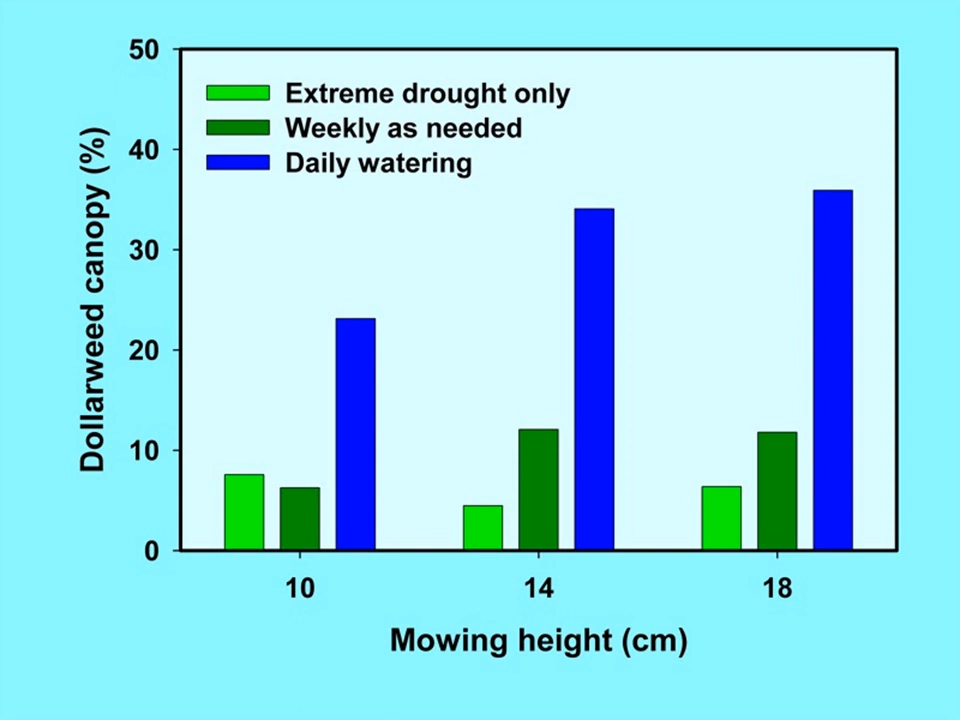 50
40
30
20
10
0
Dollarweed canopy (%)
Extreme drought only
Weekly as needed
Daily watering
10 14 18
Mowing height (cm)